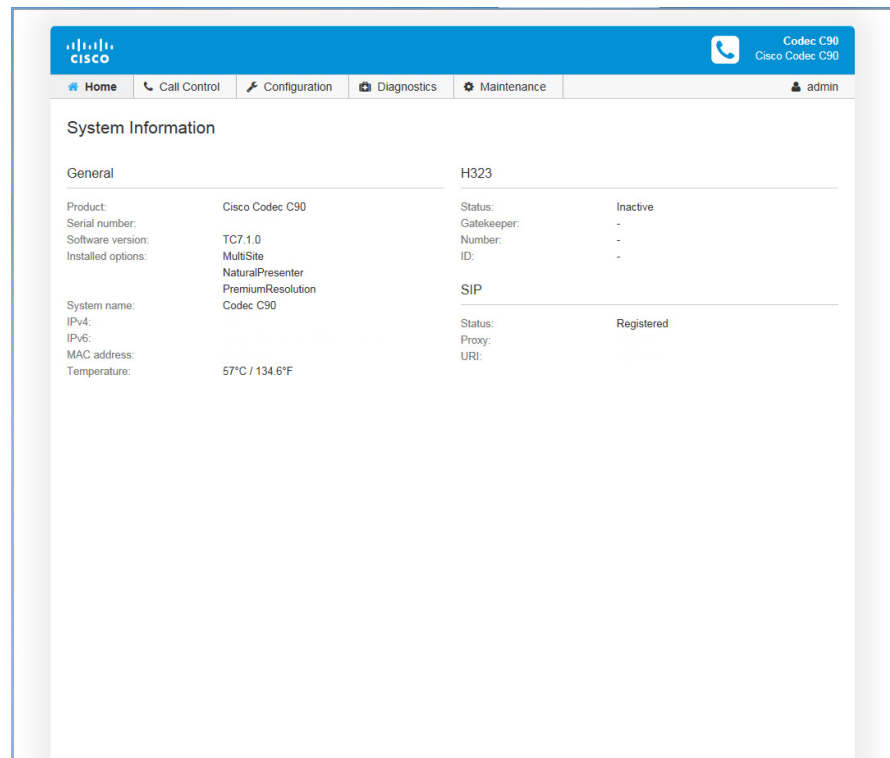 CISCO
Codec C90
Cisco Codec C90
Home Call Control Configuration Diagnostics Maintenance admin
System Information
General
Product: Cisco Codec C90
Serial number:
Software version: TC7.1.0
Installed options: MultiSite
NaturalPresenter
PremiumResolution
System name: Codec C90
IPv4:
IPv6:
MAC address:
Temperature: 57°C / 134.6°F
H323
Status: Inactive
Gatekeeper: -
Number: -
ID: -
SIP
Status: Registered
Proxy:
URI: